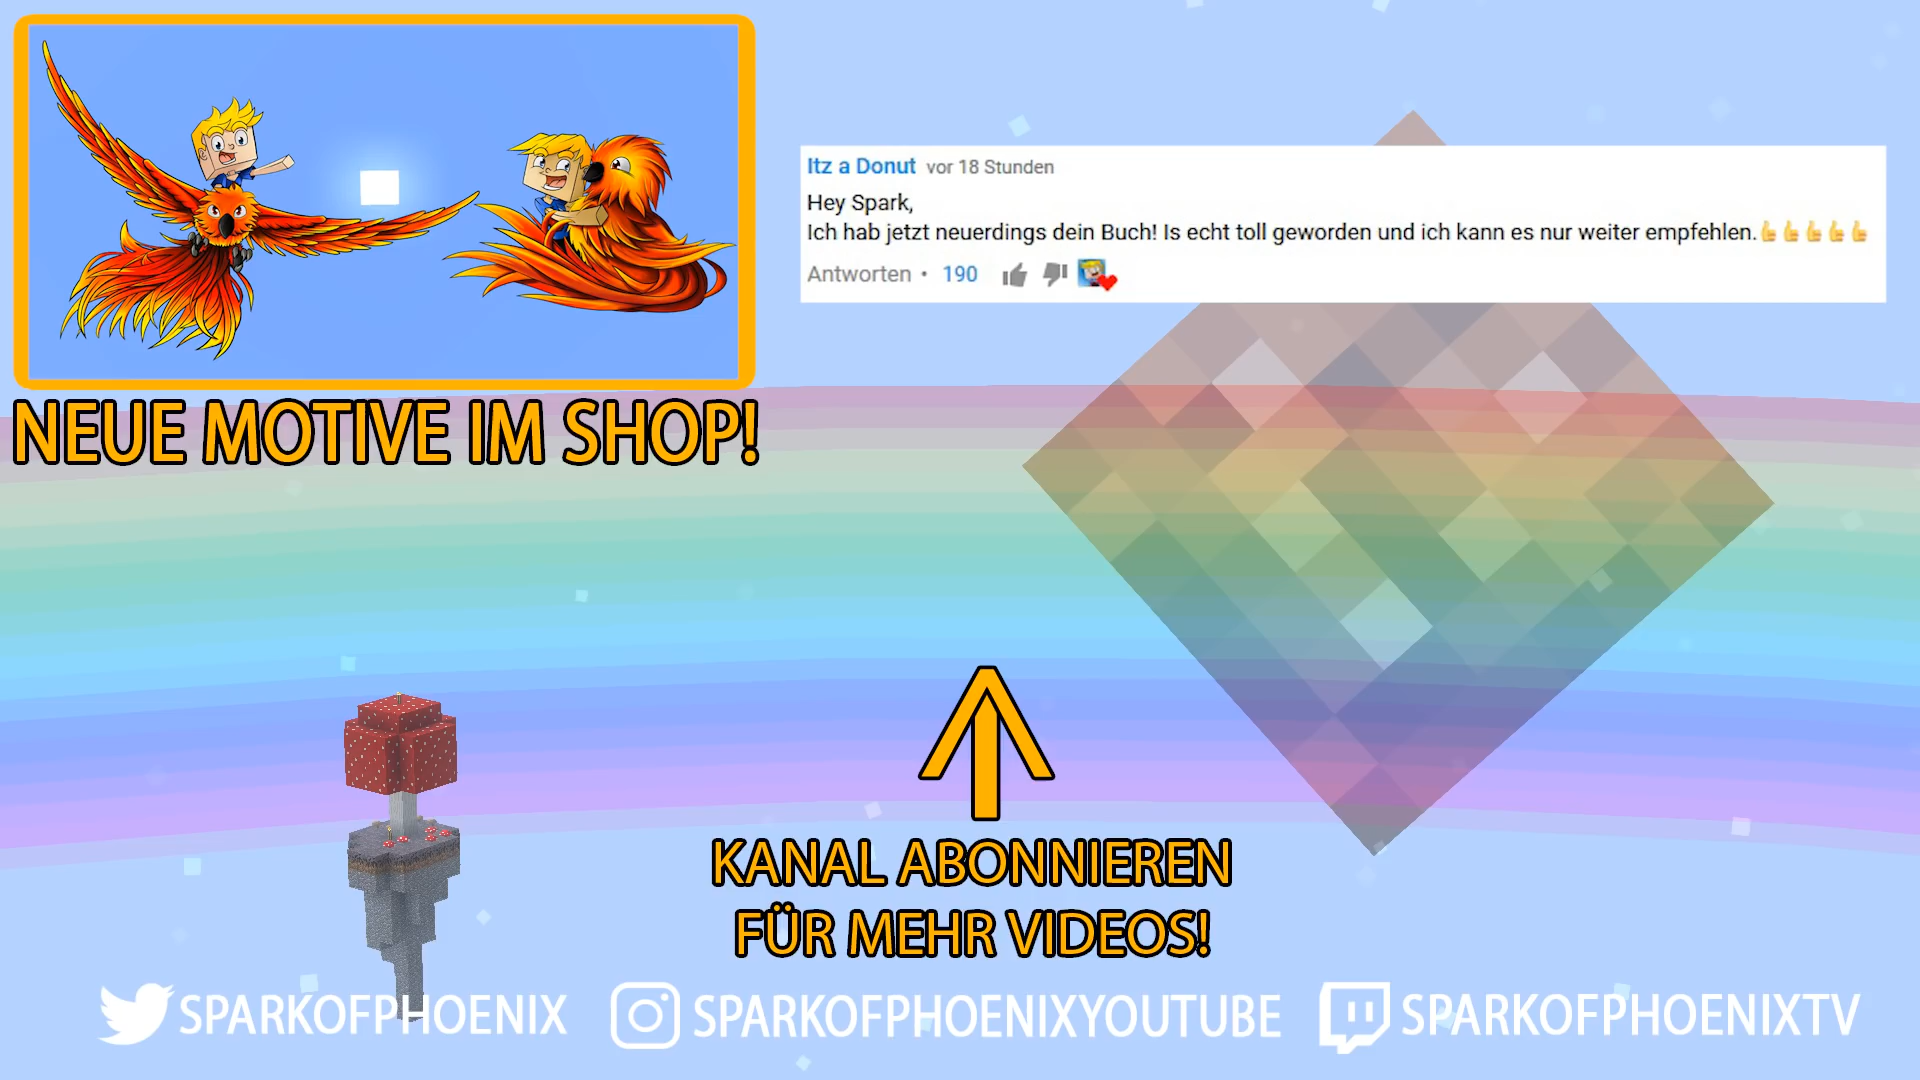 NEUE MOTIVE IM SHOP!
Itz a Donut vor 18 Stunden
Hey Spark,
Ich hab jetzt neuerdings dein Buch! Is echt toll geworden und ich kann es nur weiter empfehlen.👍👍👍👍👍
Antworten • 190
KANAL ABONNIEREN
FÜR MEHR VIDEOS!
SPARKOFPHOENIX
SPARKOFPHOENIXYOUTUBE
SPARKOFPHOENIXTV